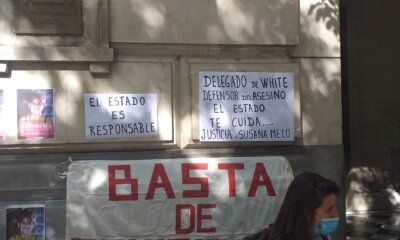 EL ESTADO
ES
RESPONSABLE
DELEGADO DE WHITE
DEFENSOR DEL ASESINO
EL ESTADO
TE CUIDA.....
JUSTICIA X SUSANA MELO
BASTA
DE